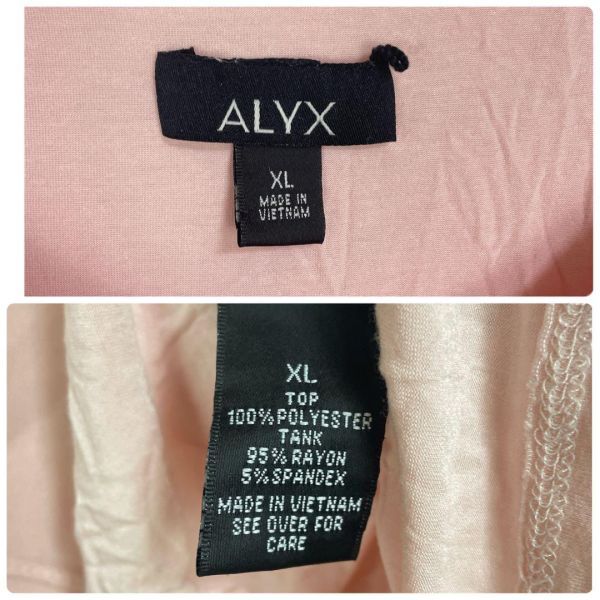 ALYX
XL
MADE IN
VIETNAM
XL
TOP
100% POLYESTER
TANK
95% RAYON
5% SPANDEX
MADE IN VIETNAM
SEE OVER FOR
CARE